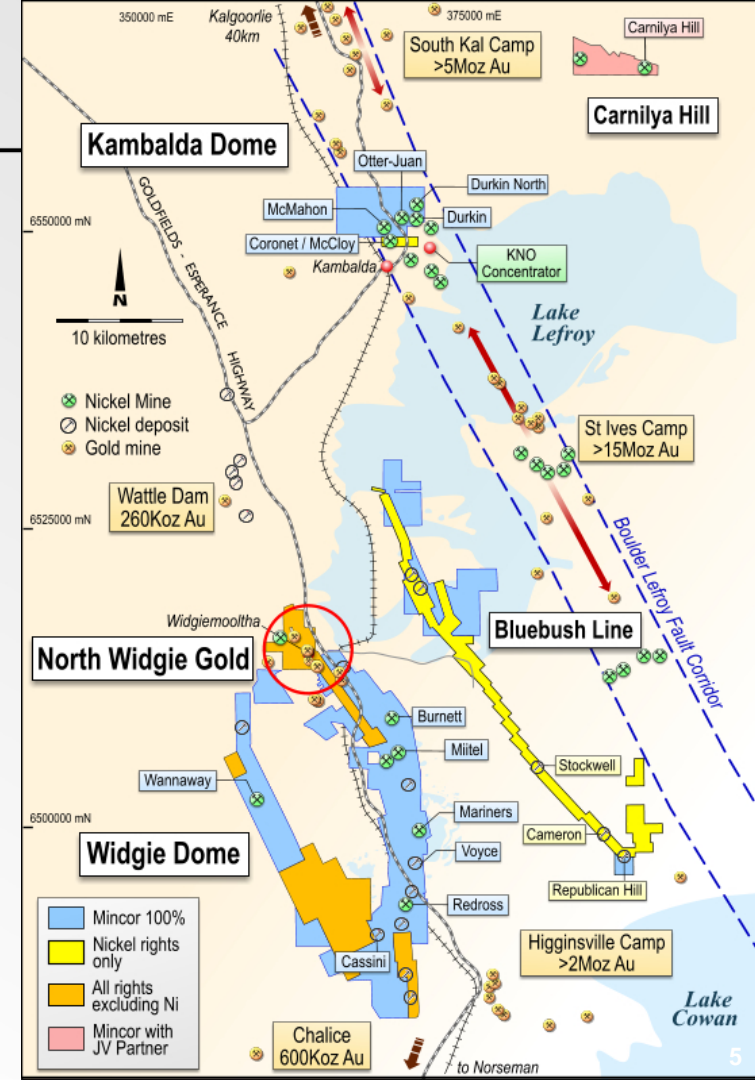 350000 mE
Kalgoorlie
40km
375000 mE
South Kal Camp
>5Moz Au
Carnilya Hill
Carnilya Hill
Kambalda Dome
Otter-Juan
Durkin North
McMahon
Durkin
6550000 mN
Coronet / McCloy
KNO
Concentrator
Kambalda
GOLDFIELDS - ESPERANCE HIGHWAY
N
10 kilometres
Lake
Lefroy
Nickel Mine
Nickel deposit
Gold mine
St Ives Camp
>15Moz Au
Wattle Dam
260Koz Au
6525000 mN
Boulder Lefroy Fault Corridor
Widgiemooltha
Bluebush Line
North Widgie Gold
Burnett
Miitel
Stockwell
Wannaway
Mariners
6500000 mN
Cameron
Widgie Dome
Voyce
Republican Hill
Redross
Mincor 100%
Nickel rights
only
All rights
excluding Ni
Mincor with
JV Partner
Cassini
Higginsville Camp
>2Moz Au
Lake
Cowan
Chalice
600Koz Au
to Norseman
5